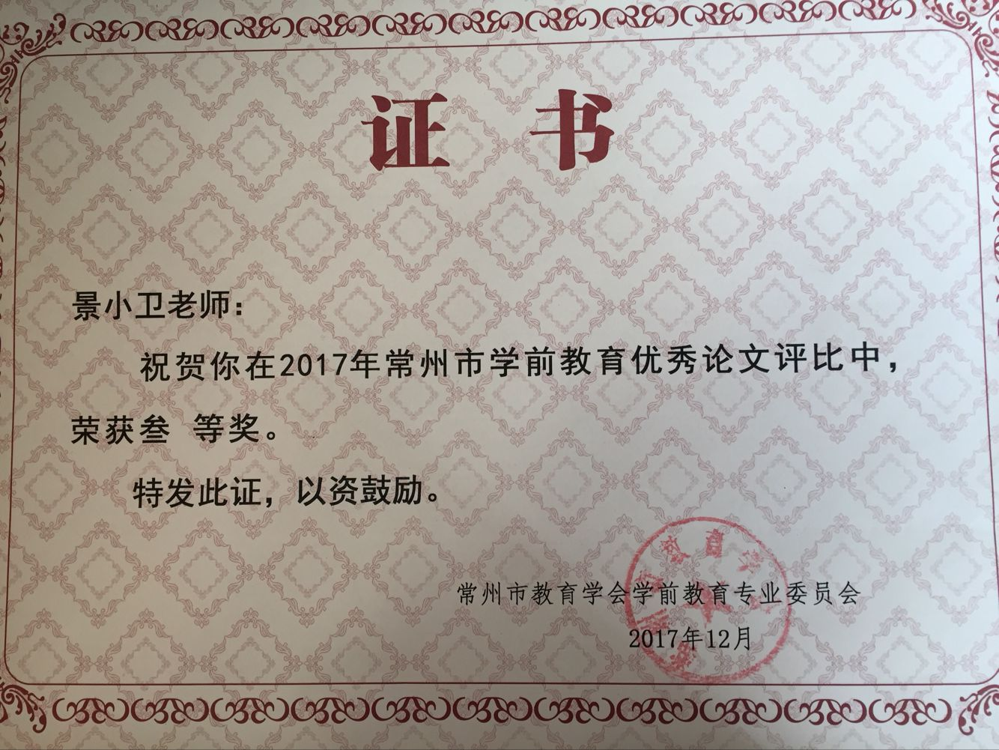 证书
景小卫老师：
祝贺你在2017年常州市学前教育优秀论文评比中，
荣获叁 等奖。
特发此证，以资鼓励。
常州市教育学会学前教育专业委员会
2017年12月